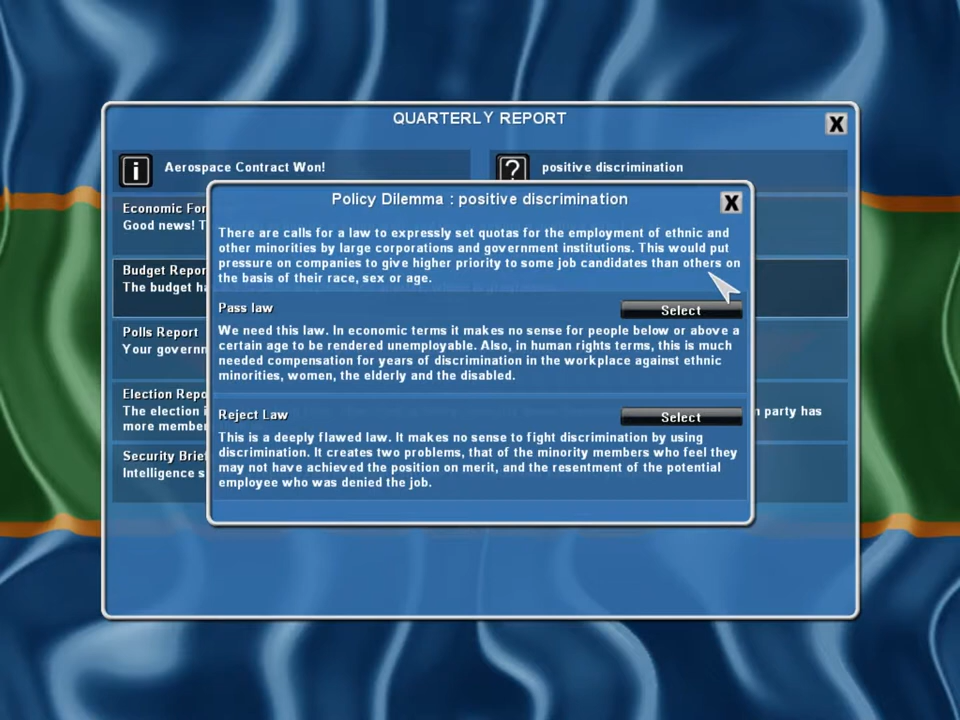 QUARTERLY REPORT
X
i
Aerospace Contract Won!
?
positive discrimination
Policy Dilemma : positive discrimination
X
Economic For
Good news! T
There are calls for a law to expressly set quotas for the employment of ethnic and
other minorities by large corporations and government institutions. This would put
pressure on companies to give higher priority to some job candidates than others on
the basis of their race, sex or age.
Budget Repor
The budget ha
Pass law
Select
We need this law. In economic terms it makes no sense for people below or above a
certain age to be rendered unemployable. Also, in human rights terms, this is much
needed compensation for years of discrimination in the workplace against ethnic
minorities, women, the elderly and the disabled.
Polls Report
Your governm
Election Repo
The election i
more member
n party has
Reject Law
Select
This is a deeply flawed law. It makes no sense to fight discrimination by using
discrimination. It creates two problems, that of the minority members who feel they
may not have achieved the position on merit, and the resentment of the potential
employee who was denied the job.
Security Brief
Intelligence s